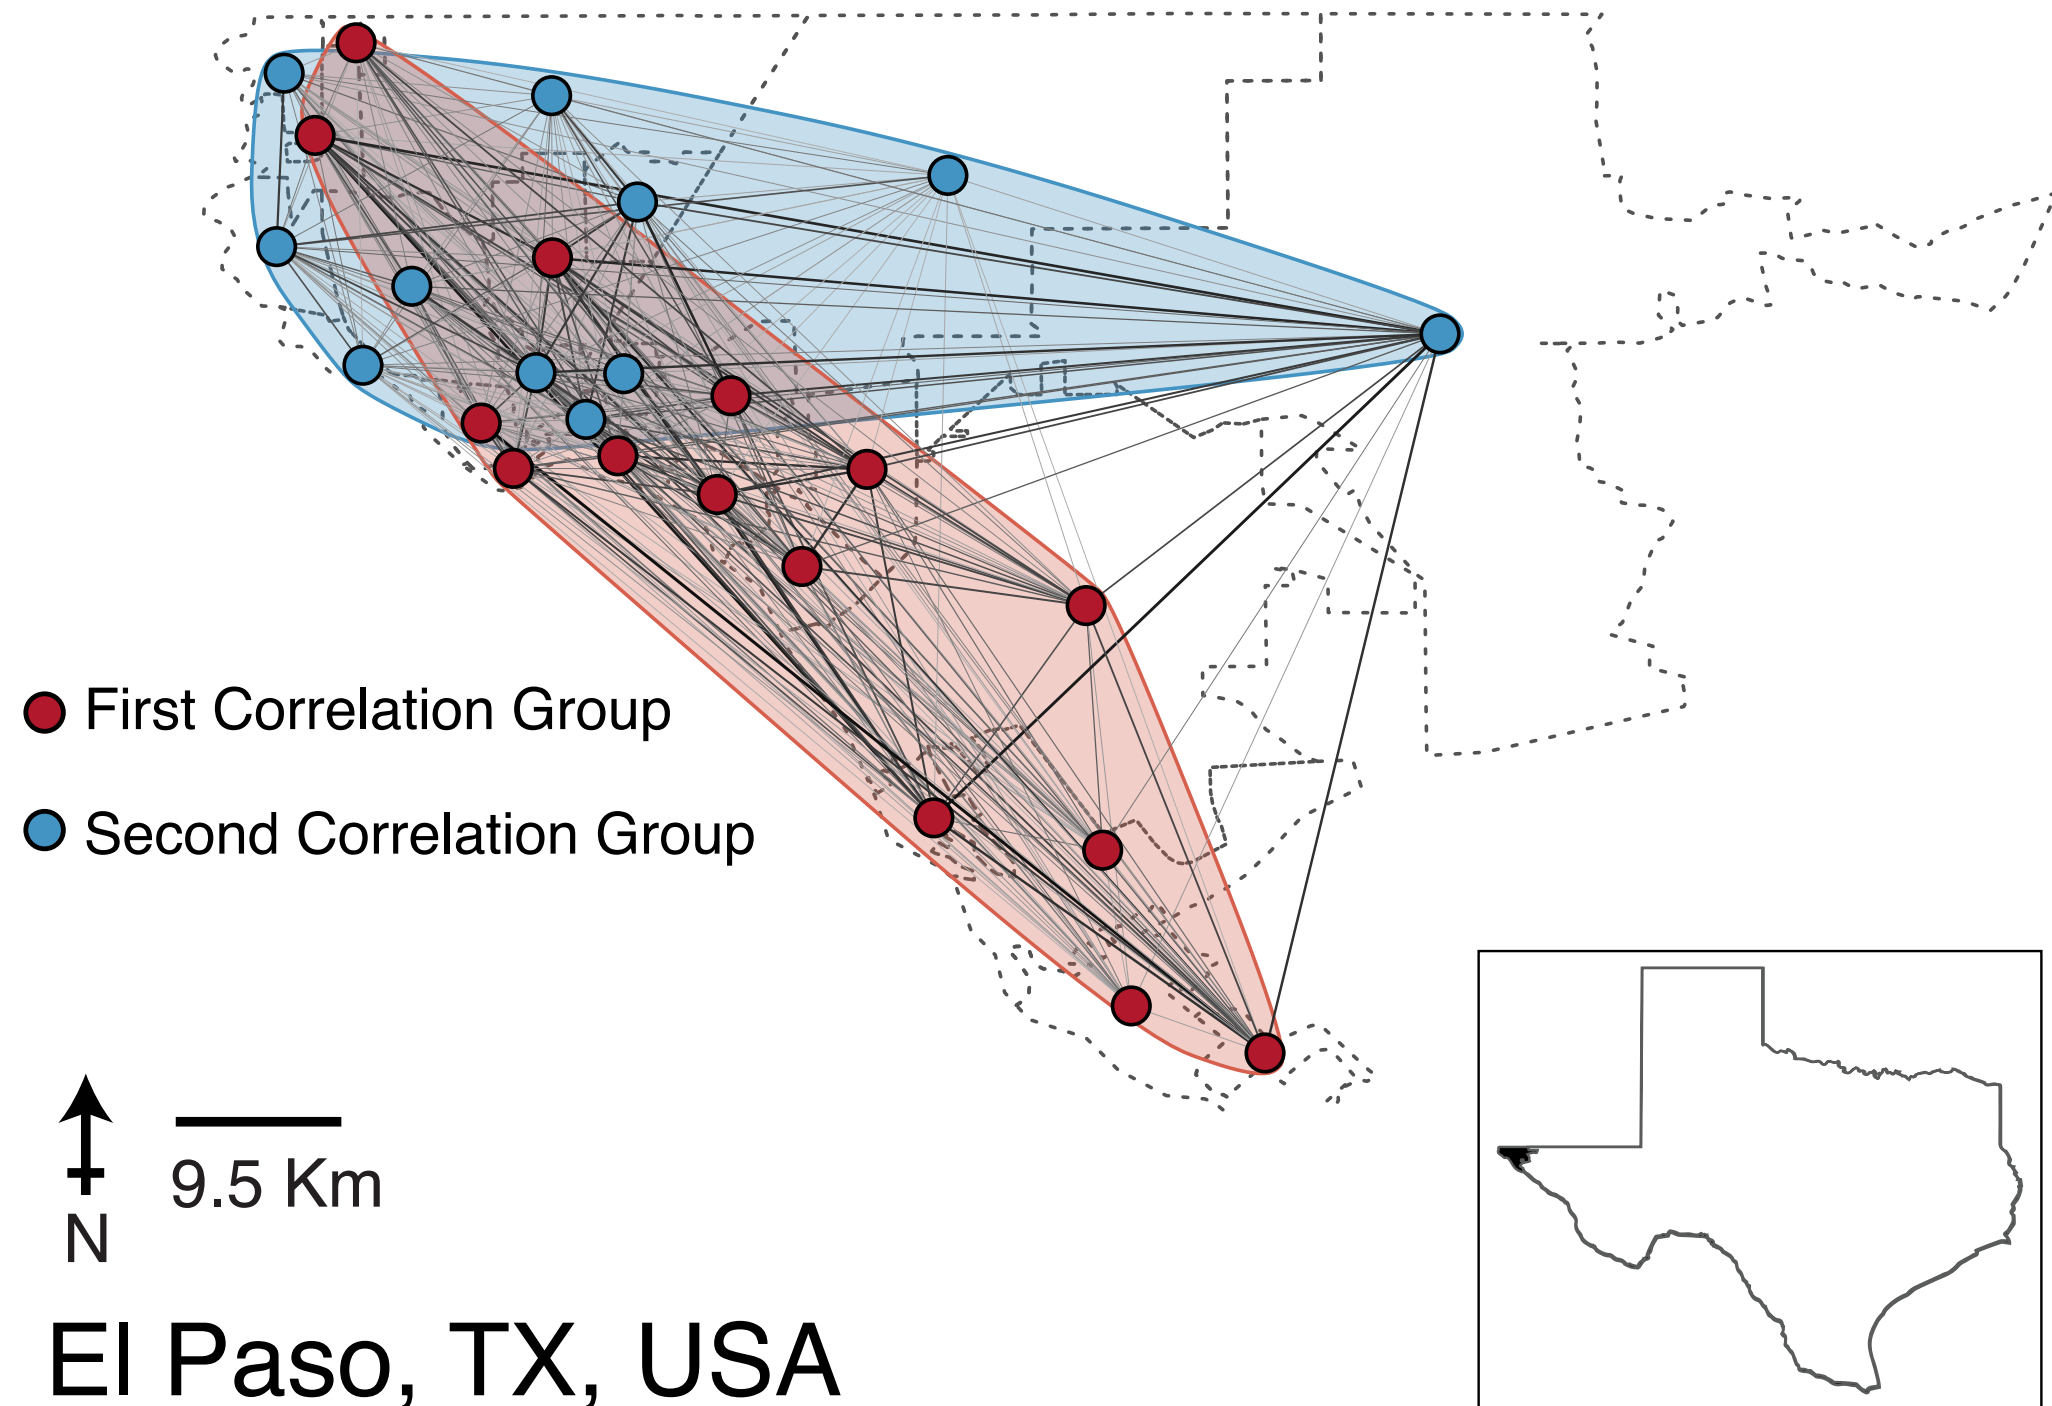 First Correlation Group
Second Correlation Group
9.5 Km
N
El Paso, TX, USA